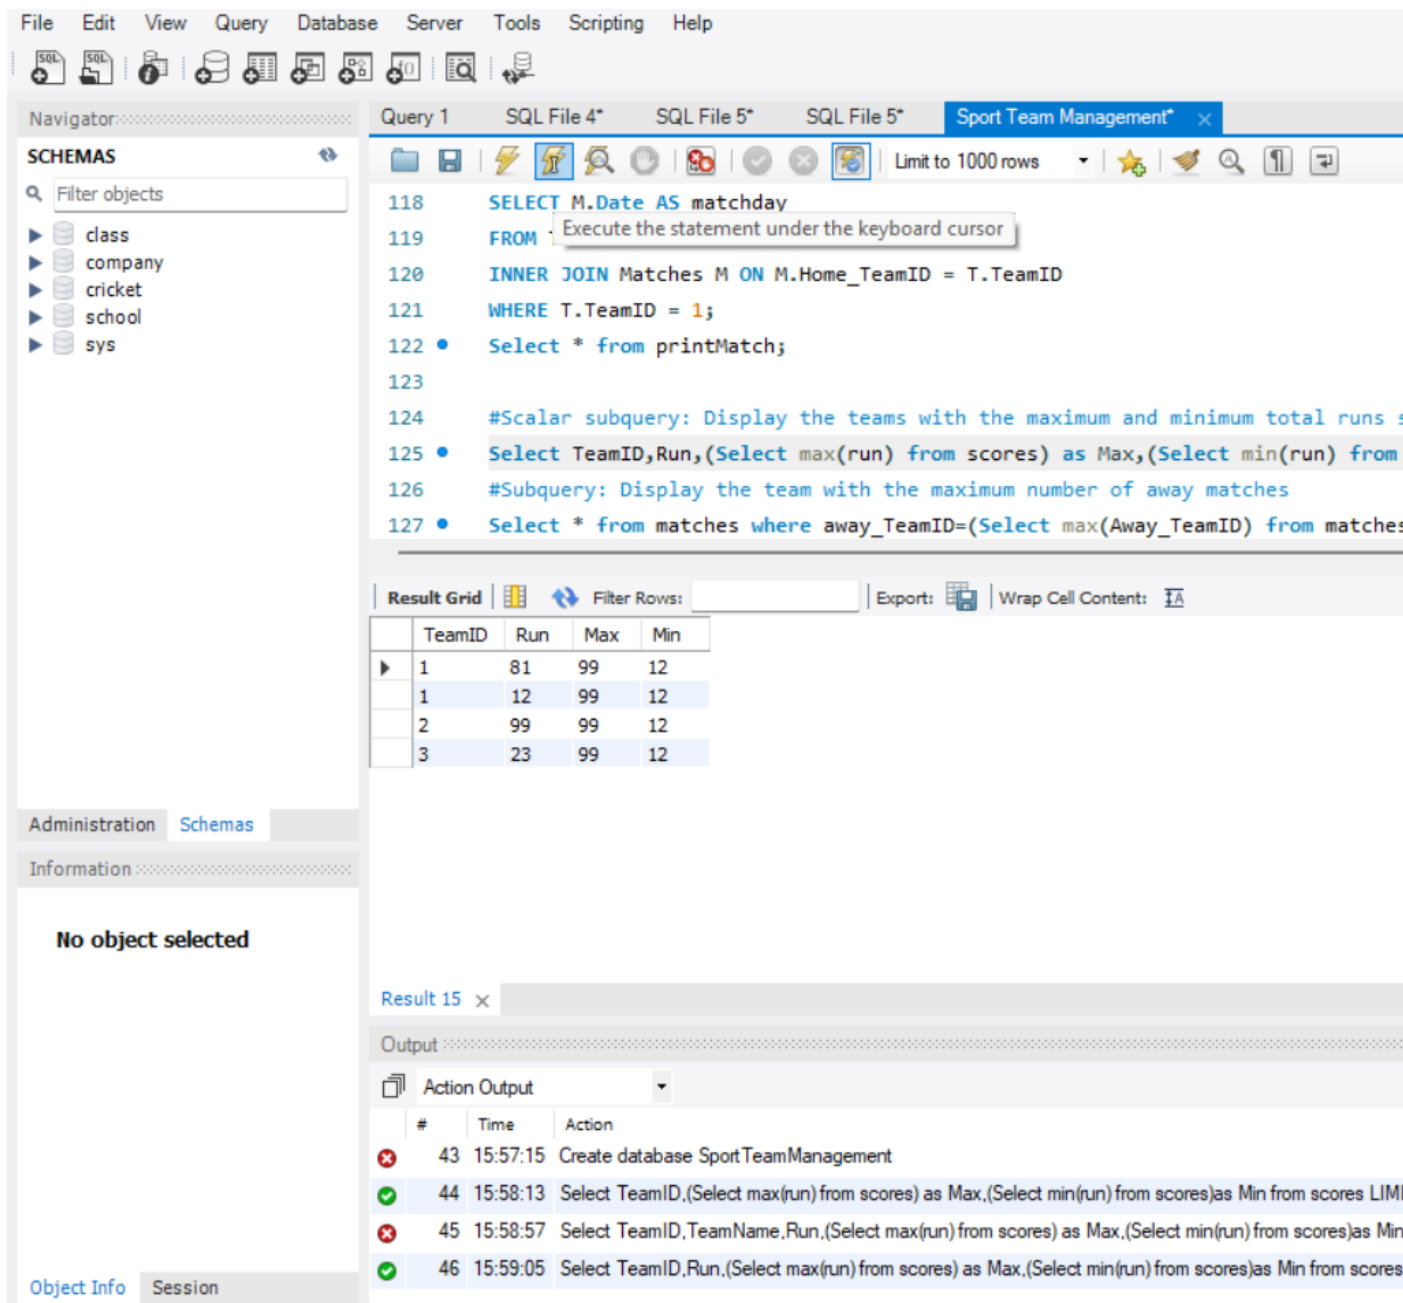 File Edit View Query Database Server Tools Scripting Help
Navigator
SCHEMAS
Filter objects
class
company
cricket
school
sys
Administration Schemas
Information
No object selected
Object Info Session
Query 1 SQL File 4* SQL File 5* SQL File 5* Sport Team Management*
Limit to 1000 rows
118 SELECT M.Date AS matchday
Execute the statement under the keyboard cursor
119 FROM
120 INNER JOIN Matches M ON M.Home_TeamID = T.TeamID
121 WHERE T.TeamID = 1;
122 Select * from printMatch;
123
124 #Scalar subquery: Display the teams with the maximum and minimum total runs
125 Select TeamID,Run,(Select max(run) from scores) as Max,(Select min(run) from
126 #Subquery: Display the team with the maximum number of away matches
127 Select * from matches where away_TeamID=(Select max(Away_TeamID) from matches
Result Grid Filter Rows: Export: Wrap Cell Content:
TeamID Run Max Min
1 81 99 12
1 12 99 12
2 99 99 12
3 23 99 12
Result 15
Output
Action Output
# Time Action
43 15:57:15 Create database SportTeamManagement
44 15:58:13 Select TeamID,(Select max(run) from scores) as Max,(Select min(run) from scores)as Min from scores LIMI
45 15:58:57 Select TeamID,TeamName,Run,(Select max(run) from scores) as Max,(Select min(run) from scores)as Min
46 15:59:05 Select TeamID,Run,(Select max(run) from scores) as Max,(Select min(run) from scores)as Min from scores